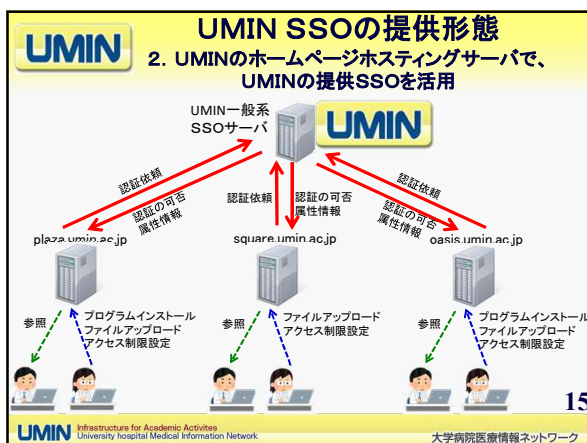 UMIN
UMIN SSOの提供形態
2. UMINのホームページホスティングサーバで、
UMINの提供SSOを活用
UMIN一般系
SSOサーバ
UMIN
認証依頼
認証の可否
属性情報
認証依頼
認証の可否
属性情報
認証依頼
認証の可否
属性情報
plaza.umin.ac.jp
square.umin.ac.jp
oasis.umin.ac.jp
参照
プログラムインストール
ファイルアップロード
アクセス制限設定
参照
ファイルアップロード
アクセス制限設定
参照
プログラムインストール
ファイルアップロード
アクセス制限設定
15
UMIN
Infrastructure for Academic Activites
University hospital Medical Information Network
大学病院医療情報ネットワーク